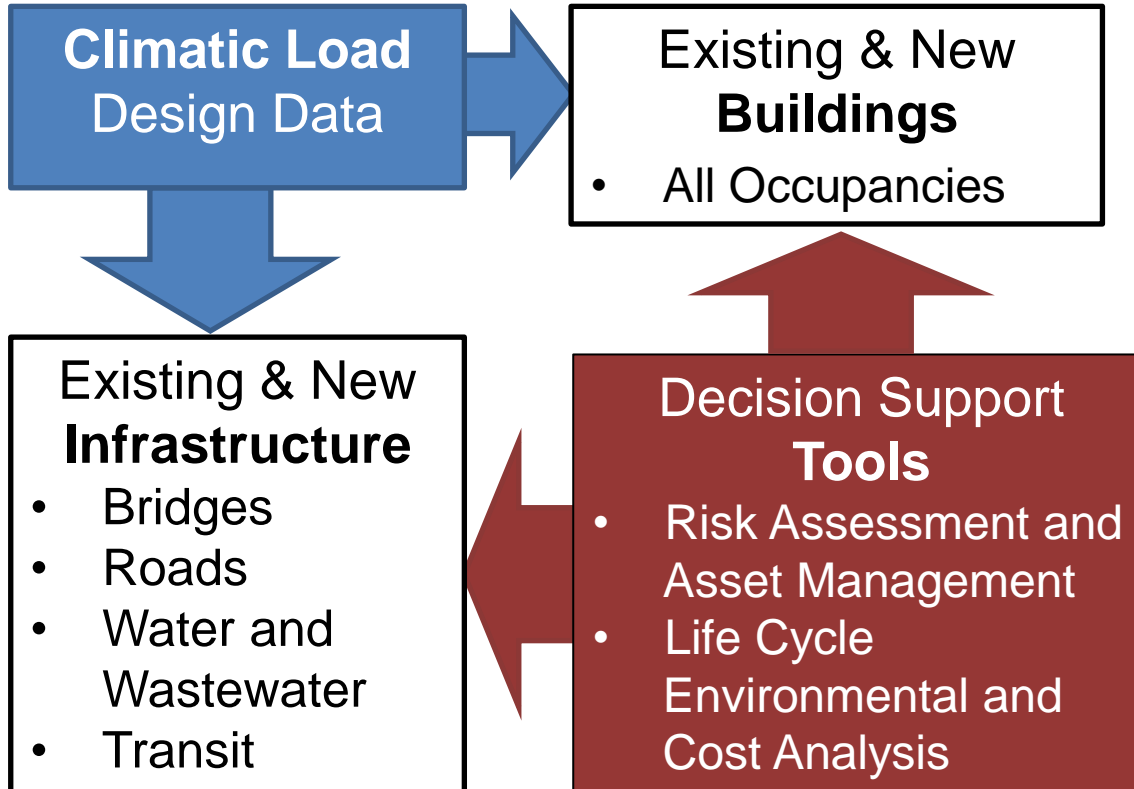 Climatic Load
Design Data
Existing & New
Buildings
• All Occupancies
Existing & New
Infrastructure
• Bridges
• Roads
• Water and
Wastewater
• Transit
Decision Support
Tools
• Risk Assessment and
Asset Management
• Life Cycle
Environmental and
Cost Analysis